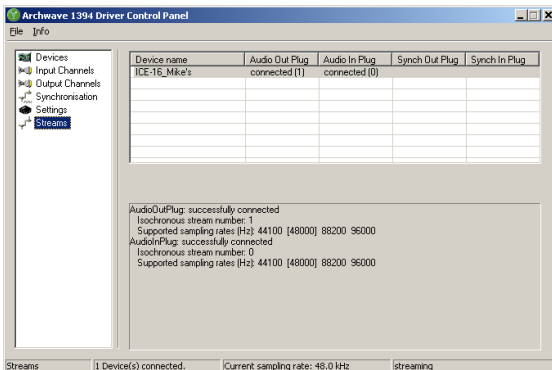 Archwave 1394 Driver Control Panel
File Info
Devices
Input Channels
Output Channels
Synchronisation
Settings
Streams
Device name Audio Out Plug Audio In Plug Synch Out Plug Synch In Plug
ICE-16_Mike's connected (1) connected (0)
AudioOutPlug: successfully connected
Isochronous stream number: 1
Supported sampling rates (Hz): 44100 [48000] 88200 96000
AudioInPlug: successfully connected
Isochronous stream number: 0
Supported sampling rates (Hz): 44100 [48000] 88200 96000
Streams 1 Device(s) connected. Current sampling rate: 48.0 kHz streaming